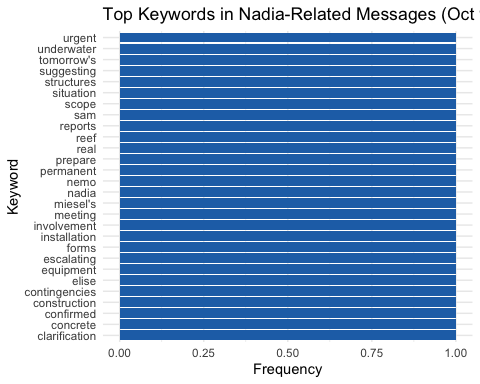 Top Keywords in Nadia-Related Messages (Oct
urgent
underwater
tomorrow's
suggesting
structures
situation
scope
sam
reports
reef
real
prepare
permanent
nemo
nadia
miesel's
meeting
involvement
installation
forms
escalating
equipment
elise
contingencies
construction
confirmed
concrete
clarification
Keyword
0.00 0.25 0.50 0.75 1.00
Frequency